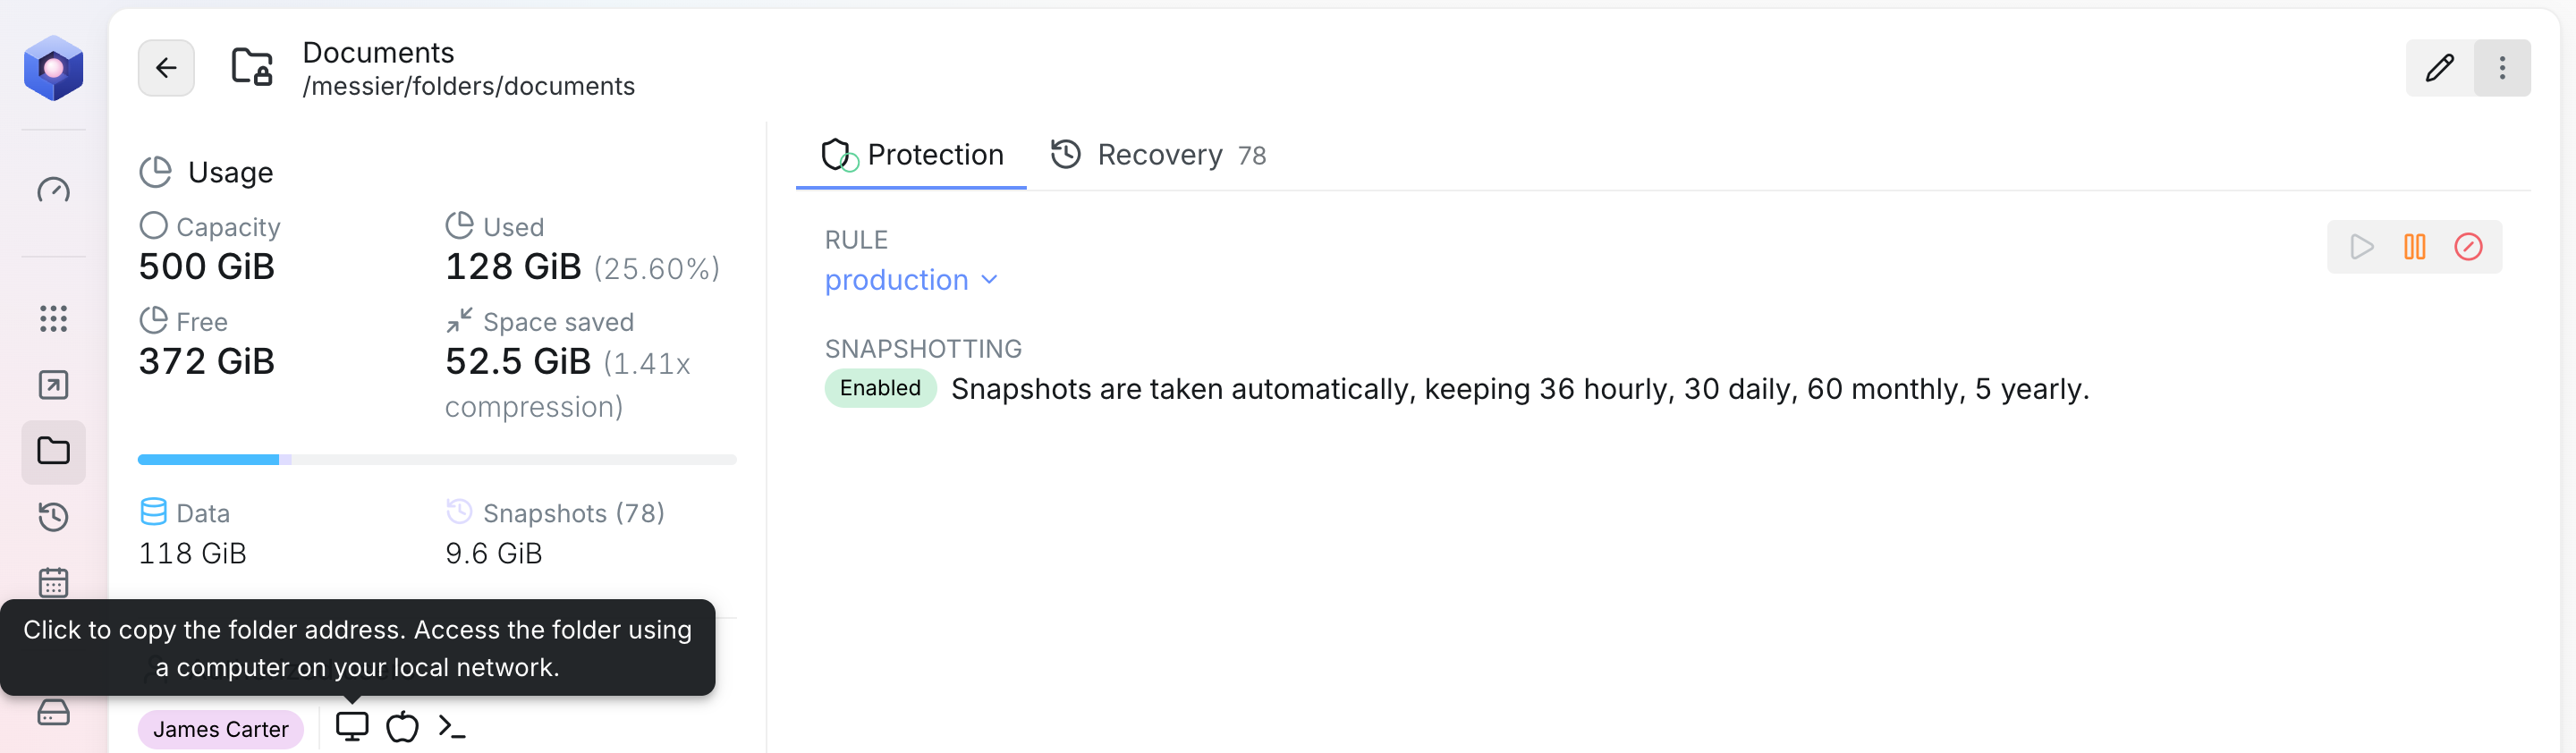 Documents
/messier/folders/documents
Usage
Capacity
500 GiB
Used
128 GiB (25.60%)
Free
372 GiB
Space saved
52.5 GiB (1.41x
compression)
Data
118 GiB
Snapshots (78)
9.6 GiB
Click to copy the folder address. Access the folder using
a computer on your local network.
James Carter
Protection
Recovery 78
RULE
production
SNAPSHOTTING
Enabled Snapshots are taken automatically, keeping 36 hourly, 30 daily, 60 monthly, 5 yearly.